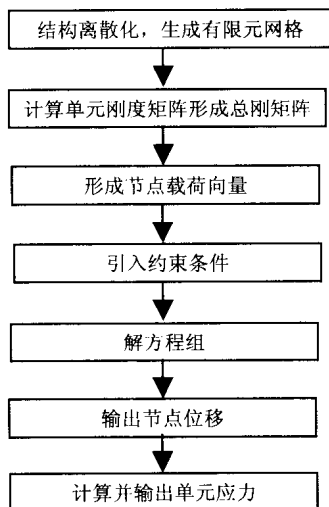 结构离散化，生成有限元网格
计算单元刚度矩阵形成总刚矩阵
形成节点载荷向量
引入约束条件
解方程组
输出节点位移
计算并输出单元应力